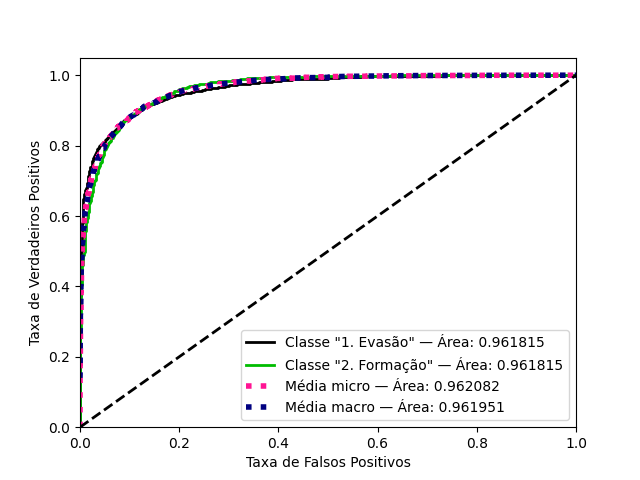 1.0
0.8
0.6
0.4
0.2
0.0
Taxa de Verdadeiros Positivos
Classe "1. Evasão" — Área: 0.961815
Classe "2. Formação" — Área: 0.961815
Média micro — Área: 0.962082
Média macro — Área: 0.961951
0.0 0.2 0.4 0.6 0.8 1.0
Taxa de Falsos Positivos